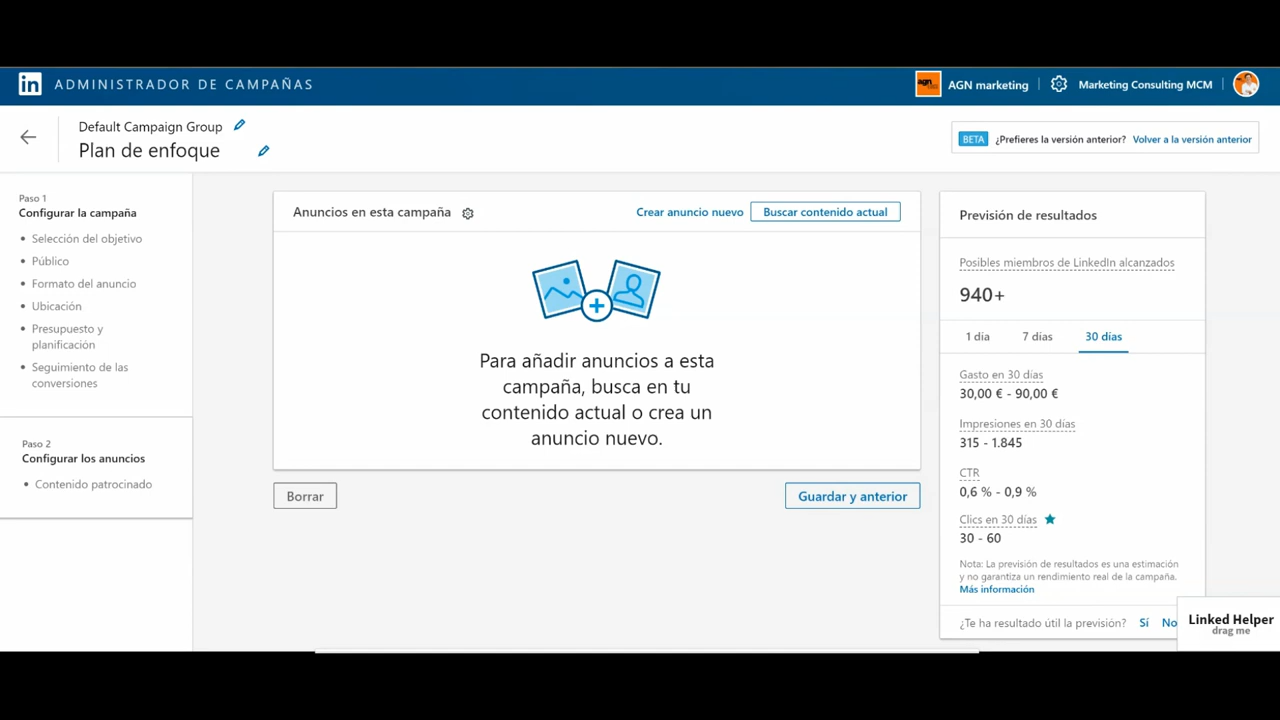 in ADMINISTRADOR DE CAMPAÑAS
AGN marketing
Marketing Consulting MCM
Default Campaign Group
Plan de enfoque
BETA ¿Prefieres la versión anterior? Volver a la versión anterior
Paso 1
Configurar la campaña
• Selección del objetivo
• Público
• Formato del anuncio
• Ubicación
• Presupuesto y
planificación
• Seguimiento de las
conversiones
Paso 2
Configurar los anuncios
• Contenido patrocinado
Anuncios en esta campaña
Crear anuncio nuevo
Buscar contenido actual
Para añadir anuncios a esta
campaña, busca en tu
contenido actual o crea un
anuncio nuevo.
Borrar
Guardar y anterior
Previsión de resultados
Posibles miembros de LinkedIn alcanzados
940+
1 día 7 días 30 días
Gasto en 30 días
30,00 € - 90,00 €
Impresiones en 30 días
315 - 1.845
CTR
0,6 % - 0,9 %
Clics en 30 días
30 - 60
Nota: La previsión de resultados es una estimación
y no garantiza un rendimiento real de la campaña.
Más información
¿Te ha resultado útil la previsión? Sí No
Linked Helper
drag me